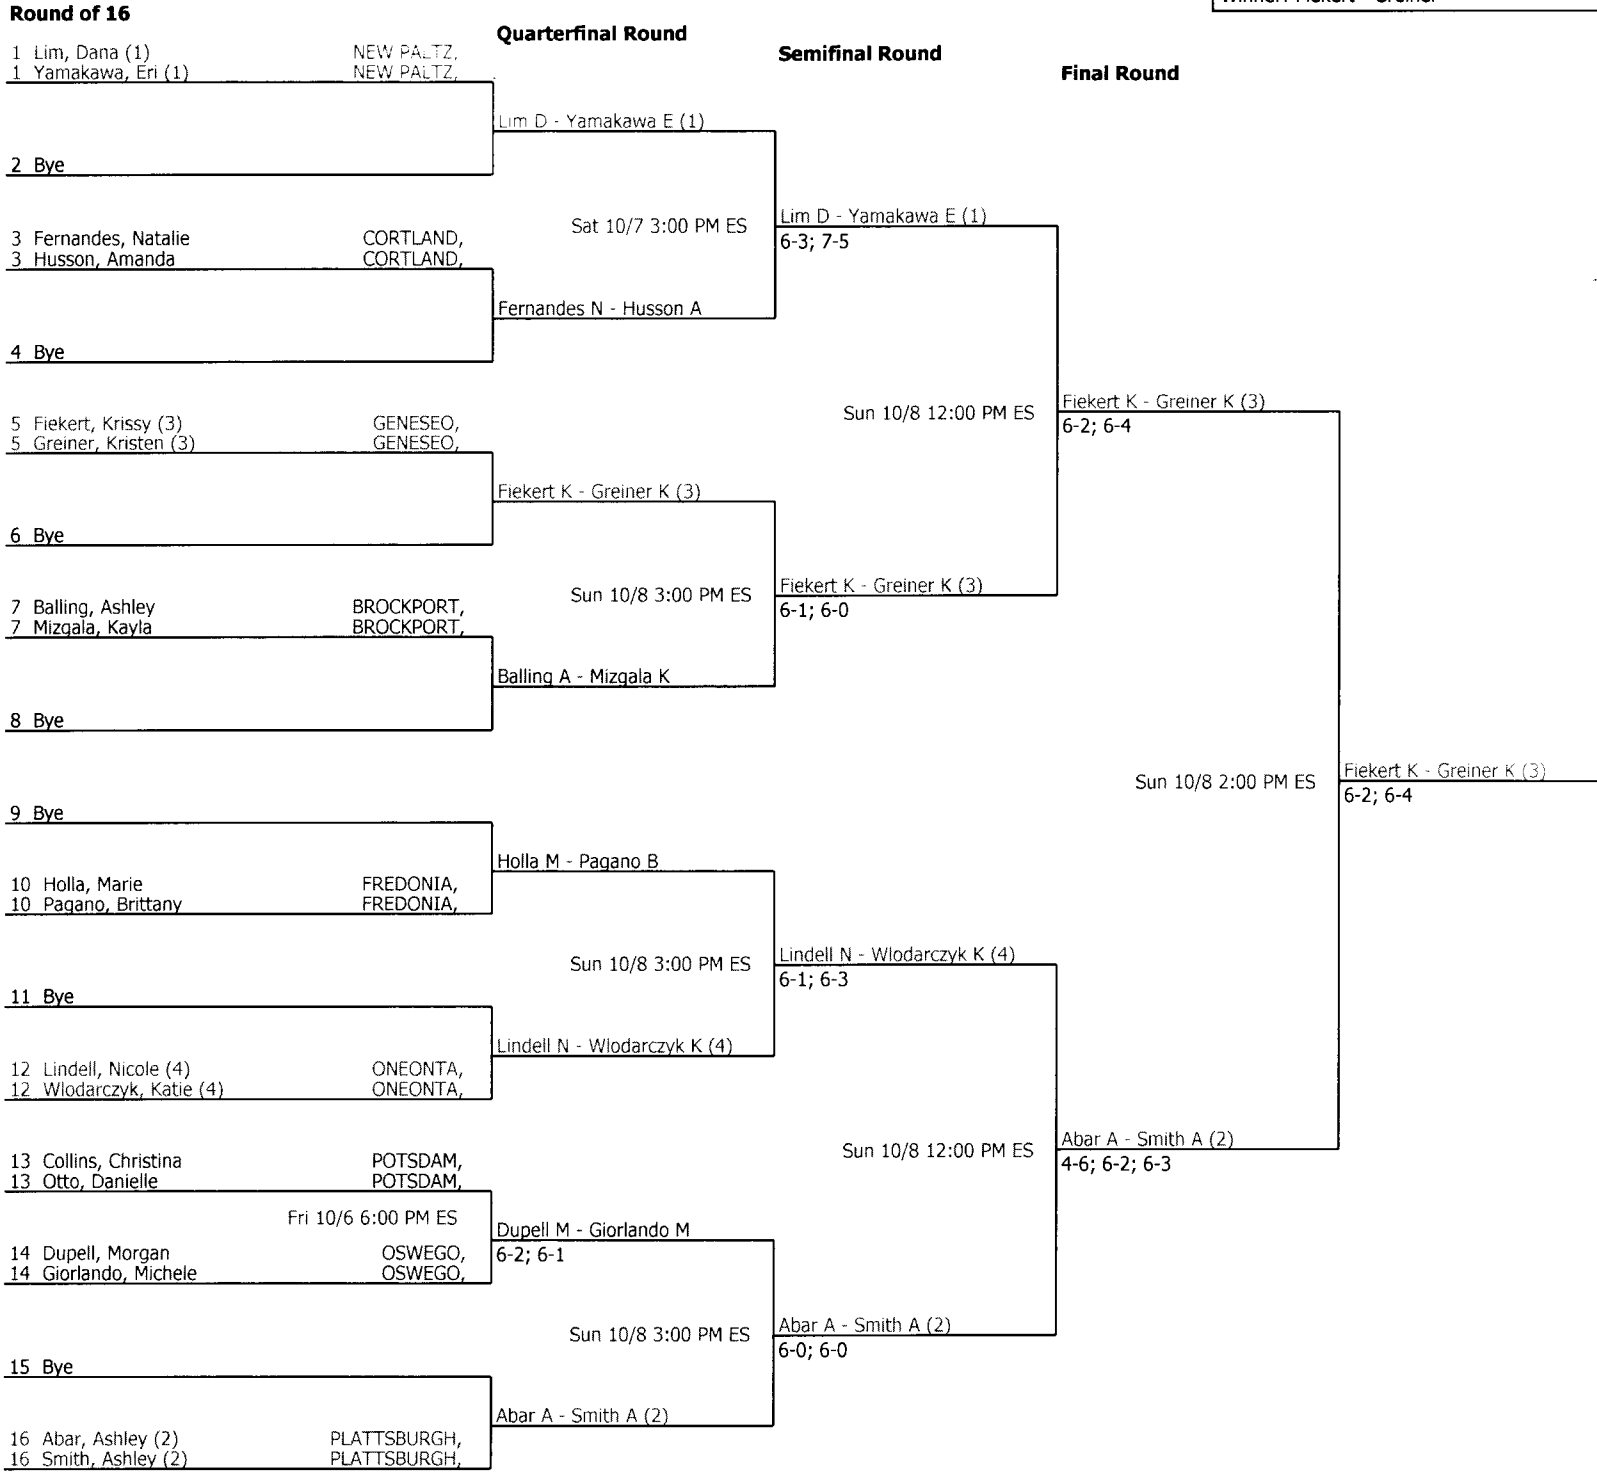 Round of 16
Quarterfinal Round
Semifinal Round
Final Round
1 Lim, Dana (1) NEW PALTZ,
1 Yamakawa, Eri (1) NEW PALTZ,
Lim D - Yamakawa E (1)
2 Bye
Sat 10/7 3:00 PM ES
Lim D - Yamakawa E (1)
6-3; 7-5
3 Fernandes, Natalie CORTLAND,
3 Husson, Amanda CORTLAND,
Fernandes N - Husson A
4 Bye
Sun 10/8 12:00 PM ES
Fiekert K - Greiner K (3)
6-2; 6-4
5 Fiekert, Krissy (3) GENESEO,
5 Greiner, Kristen (3) GENESEO,
Fiekert K - Greiner K (3)
6 Bye
Sun 10/8 3:00 PM ES
Fiekert K - Greiner K (3)
6-1; 6-0
7 Balling, Ashley BROCKPORT,
7 Mizgala, Kayla BROCKPORT,
Balling A - Mizgala K
8 Bye
Sun 10/8 2:00 PM ES
Fiekert K - Greiner K (3)
6-2; 6-4
9 Bye
Holla M - Pagano B
10 Holla, Marie FREDONIA,
10 Pagano, Brittany FREDONIA,
Sun 10/8 3:00 PM ES
Lindell N - Wlodarczyk K (4)
6-1; 6-3
11 Bye
Lindell N - Wlodarczyk K (4)
12 Lindell, Nicole (4) ONEONTA,
12 Wlodarczyk, Katie (4) ONEONTA,
Sun 10/8 12:00 PM ES
Abar A - Smith A (2)
4-6; 6-2; 6-3
13 Collins, Christina POTSDAM,
13 Otto, Danielle POTSDAM,
Fri 10/6 6:00 PM ES
Dupell M - Giorlando M
6-2; 6-1
14 Dupell, Morgan OSWEGO,
14 Giorlando, Michele OSWEGO,
Sun 10/8 3:00 PM ES
Abar A - Smith A (2)
6-0; 6-0
15 Bye
Abar A - Smith A (2)
16 Abar, Ashley (2) PLATTSBURGH,
16 Smith, Ashley (2) PLATTSBURGH,